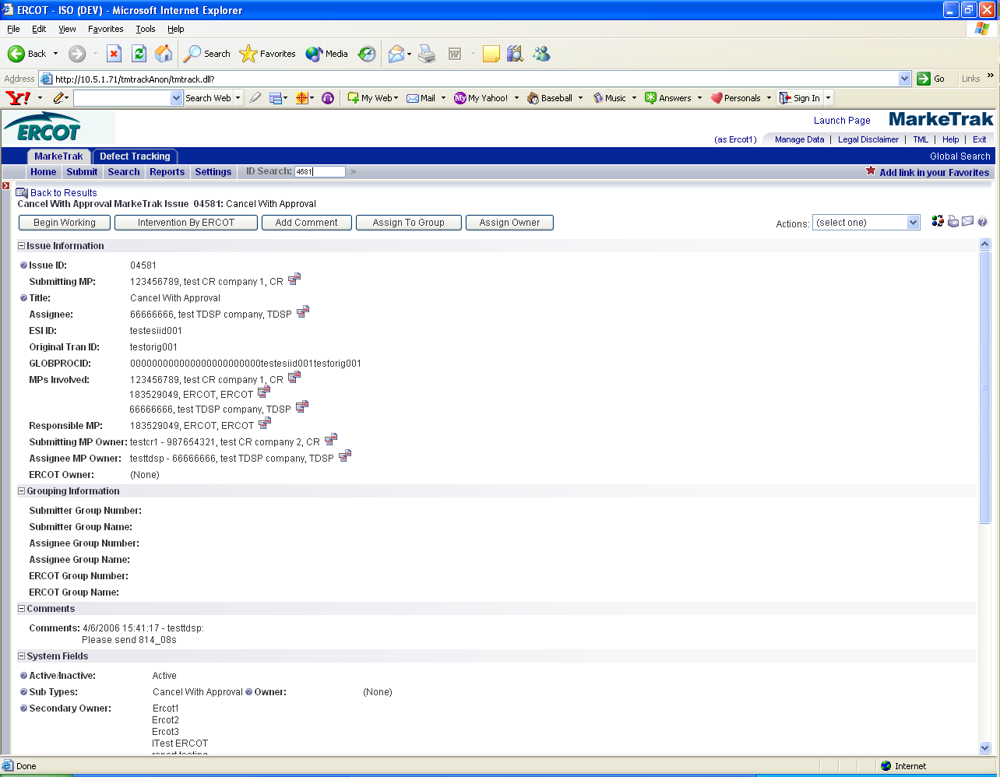 ERCOT - ISO (DEV) - Microsoft Internet Explorer
File Edit View Favorites Tools Help
Back Search Favorites Media
Address http://10.5.1.71/tmtrackAnon/tmtrack.dll? Go Links »
Y! Search Web My Web Mail My Yahoo! Baseball Music Answers Personals Sign In
ERCOT Launch Page MarkeTrak
(as Ercot1) Manage Data | Legal Disclaimer | TML | Help | Exit
MarkeTrak Defect Tracking Global Search
Home Submit Search Reports Settings ID Search: 4581 » Add link in your Favorites
Back to Results
Cancel With Approval MarkeTrak Issue 04581: Cancel With Approval
Begin Working Intervention By ERCOT Add Comment Assign To Group Assign Owner Actions: (select one)
Issue Information
Issue ID: 04581
Submitting MP: 123456789, test CR company 1, CR
Title: Cancel With Approval
Assignee: 66666666, test TDSP company, TDSP
ESI ID: testesiid001
Original Tran ID: testorig001
GLOBPROCID: 000000000000000000000000testesiid001testorig001
MPs Involved: 123456789, test CR company 1, CR
183529049, ERCOT, ERCOT
66666666, test TDSP company, TDSP
Responsible MP: 183529049, ERCOT, ERCOT
Submitting MP Owner: testcr1 - 987654321, test CR company 2, CR
Assignee MP Owner: testtdsp - 66666666, test TDSP company, TDSP
ERCOT Owner: (None)
Grouping Information
Submitter Group Number:
Submitter Group Name:
Assignee Group Number:
Assignee Group Name:
ERCOT Group Number:
ERCOT Group Name:
Comments
Comments: 4/6/2006 15:41:17 - testtdsp:
Please send 814_08s
System Fields
Active/Inactive: Active
Sub Types: Cancel With Approval Owner: (None)
Secondary Owner: Ercot1
Ercot2
Ercot3
ITest ERCOT
report testing
Done Internet